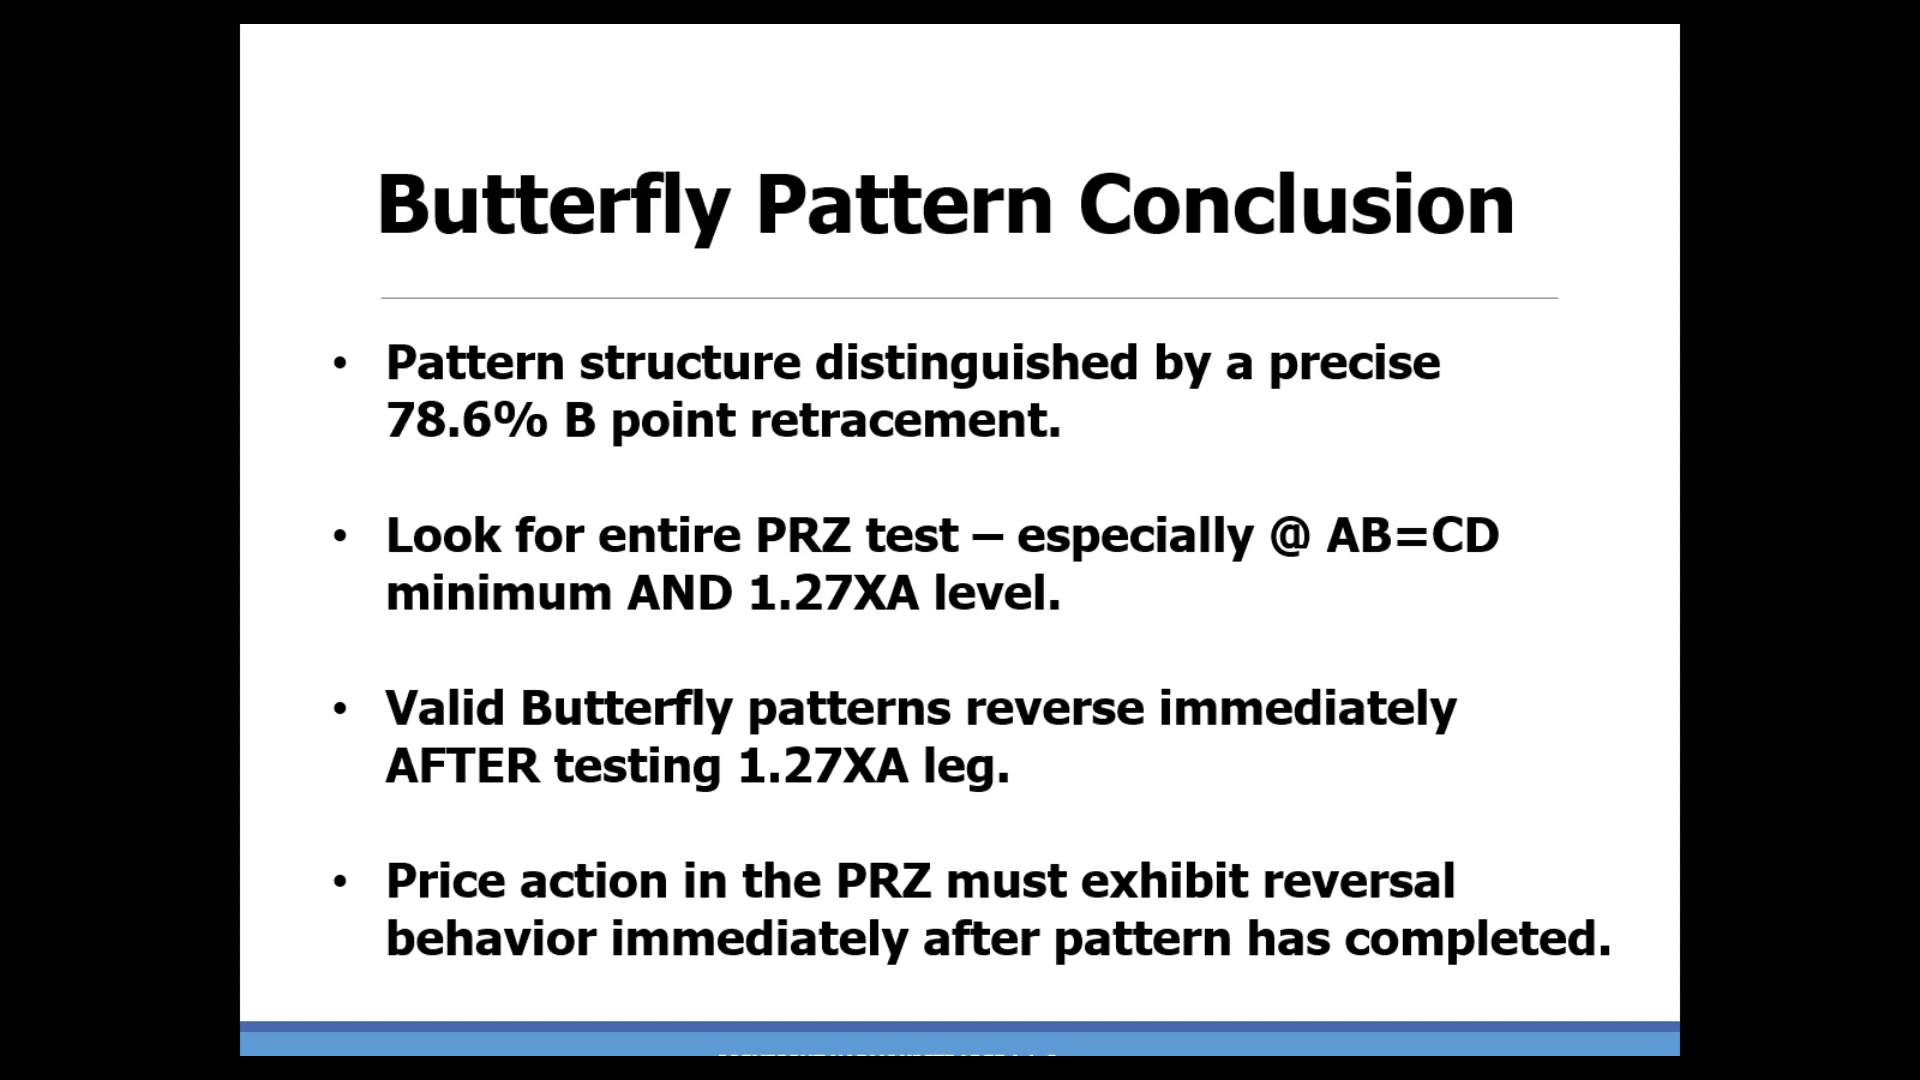 Butterfly Pattern Conclusion
• Pattern structure distinguished by a precise
78.6% B point retracement.
• Look for entire PRZ test – especially @ AB=CD
minimum AND 1.27XA level.
• Valid Butterfly patterns reverse immediately
AFTER testing 1.27XA leg.
• Price action in the PRZ must exhibit reversal
behavior immediately after pattern has completed.